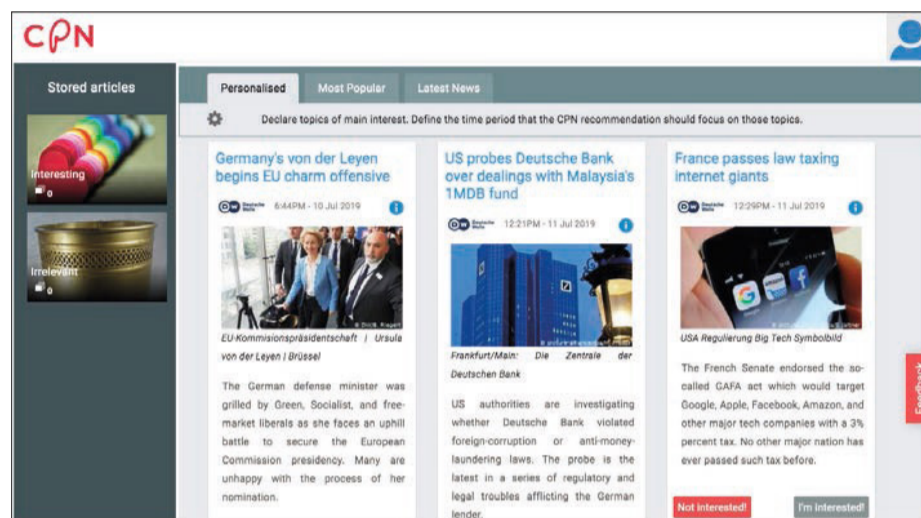 CPN
Stored articles
Interesting
0
Irrelevant
0
Personalised
Most Popular
Latest News
Declare topics of main interest. Define the time period that the CPN recommendation should focus on those topics.
Germany's von der Leyen
begins EU charm offensive
DW Deutsche Welle
6:44PM - 10 Jul 2019
i
EU-Kommisionspräsidentschaft | Ursula
von der Leyen | Brüssel
The German defense minister was
grilled by Green, Socialist, and free-
market liberals as she faces an uphill
battle to secure the European
Commission presidency. Many are
unhappy with the process of her
nomination.
US probes Deutsche Bank
over dealings with Malaysia's
1MDB fund
DW Deutsche Welle
12:21PM - 11 Jul 2019
i
Frankfurt/Main: Die Zentrale der
Deutschen Bank
US authorities are investigating
whether Deutsche Bank violated
foreign-corruption or anti-money-
laundering laws. The probe is the
latest in a series of regulatory and
legal troubles afflicting the German
lender.
France passes law taxing
internet giants
DW Deutsche Welle
12:29PM - 11 Jul 2019
i
USA Regulierung Big Tech Symbolbild
The French Senate endorsed the so-
called GAFA act which would target
Google, Apple, Facebook, Amazon, and
other major tech companies with a 3%
percent tax. No other major nation has
ever passed such tax before.
Not interested!
I'm interested!
Feedback